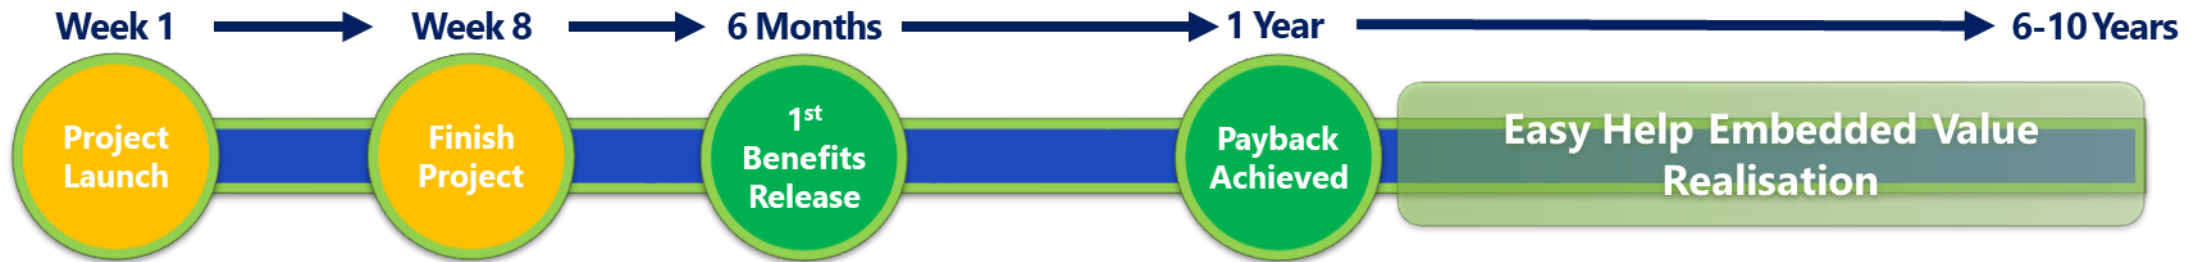 Week 1 Week 8 6 Months 1 Year 6-10 Years
Project
Launch
Finish
Project
1st
Benefits
Release
Payback
Achieved
Easy Help Embedded Value
Realisation